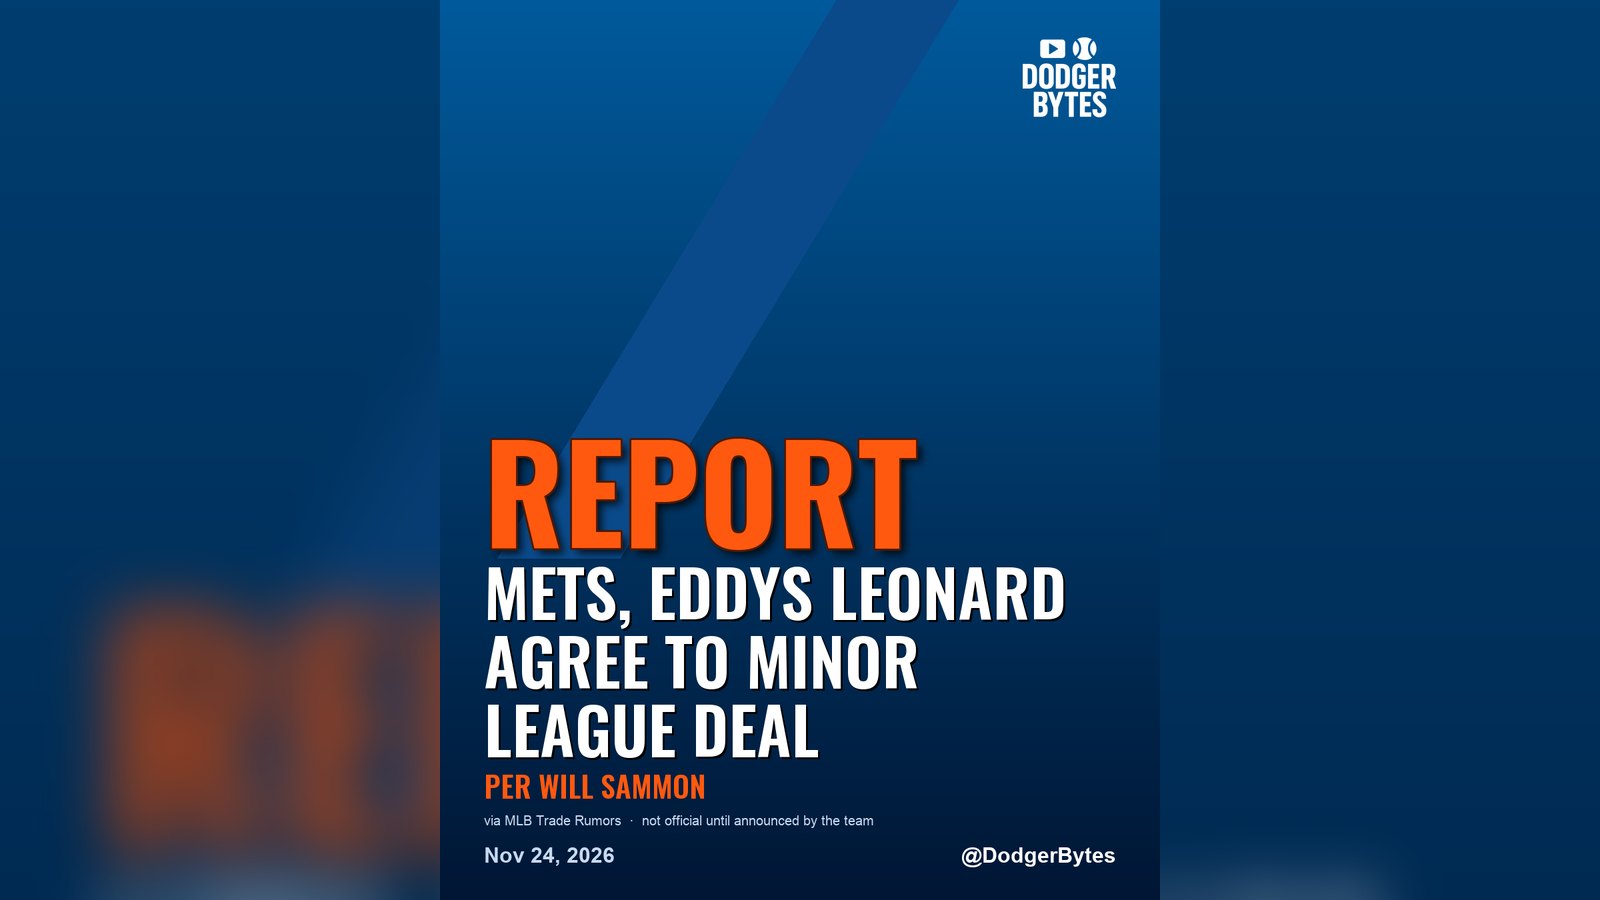 DODGER
BYTES
REPORT
METS, EDDYS LEONARD
AGREE TO MINOR
LEAGUE DEAL
PER WILL SAMMON
via MLB Trade Rumors · not official until announced by the team
Nov 24, 2026
@DodgerBytes